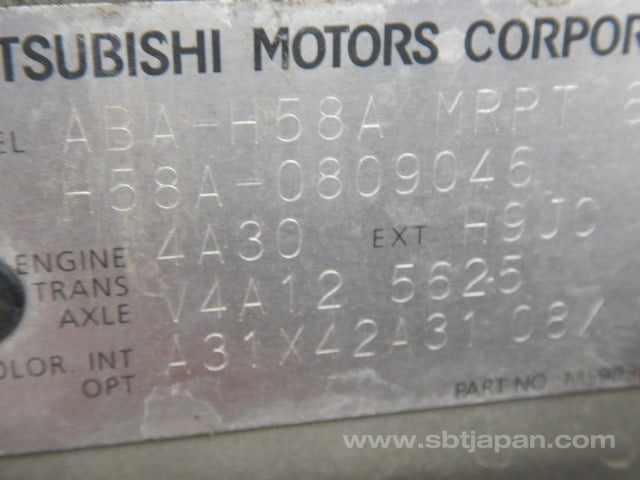 TSUBISHI MOTORS CORPOR
EL ABA-H58A MRPT
H58A-0809046
ENGINE 4A30 EXT. H9JC
TRANS AXLE V4A12 5625
COLOR. INT OPT A31X42A31 08
PART NO.
www.sbtjapan.com